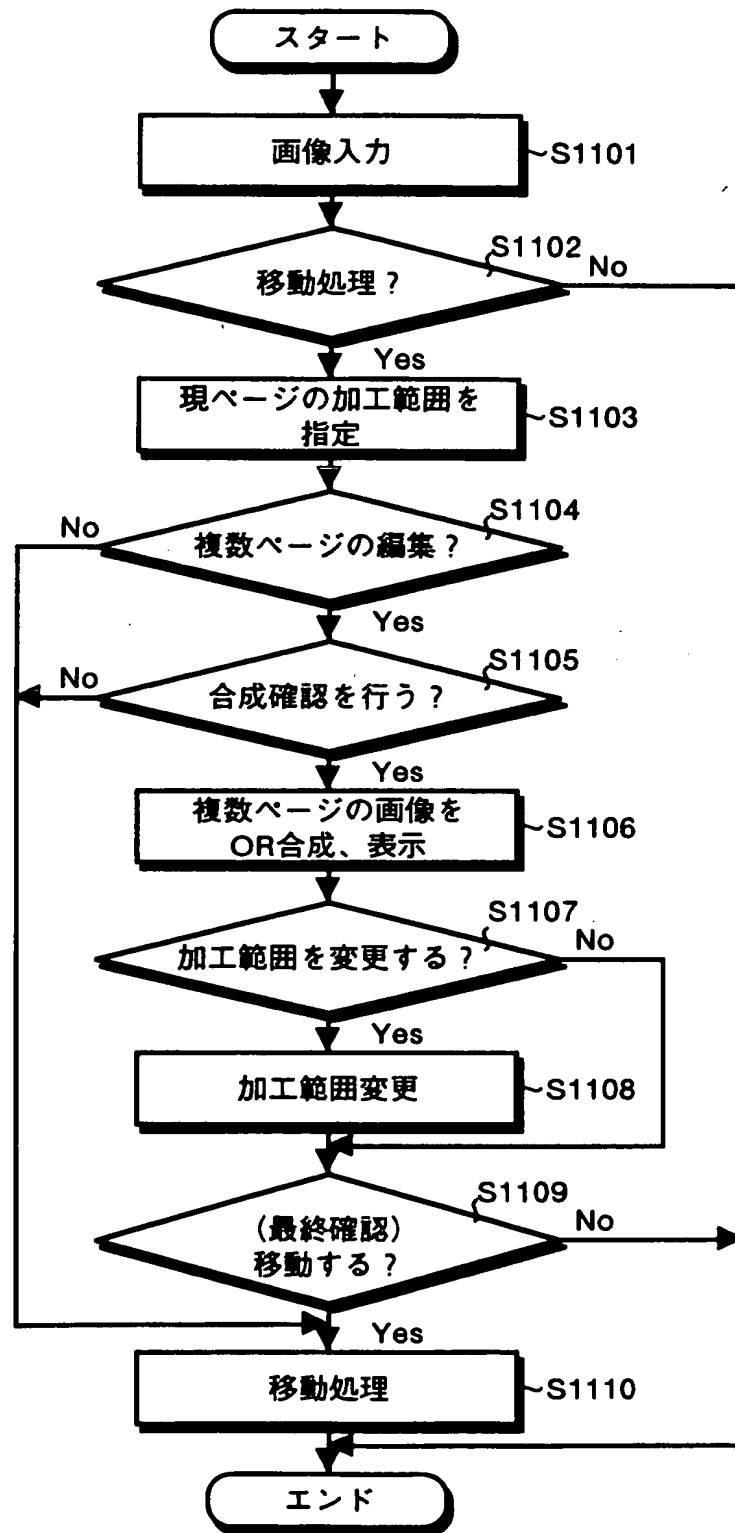 スタート
画像入力
S1101
移動処理？
S1102
No
Yes
現ページの加工範囲を
指定
S1103
複数ページの編集？
S1104
No
Yes
合成確認を行う？
S1105
No
Yes
複数ページの画像を
OR合成、表示
S1106
加工範囲を変更する？
S1107
No
Yes
加工範囲変更
S1108
（最終確認）
移動する？
S1109
No
Yes
移動処理
S1110
エンド